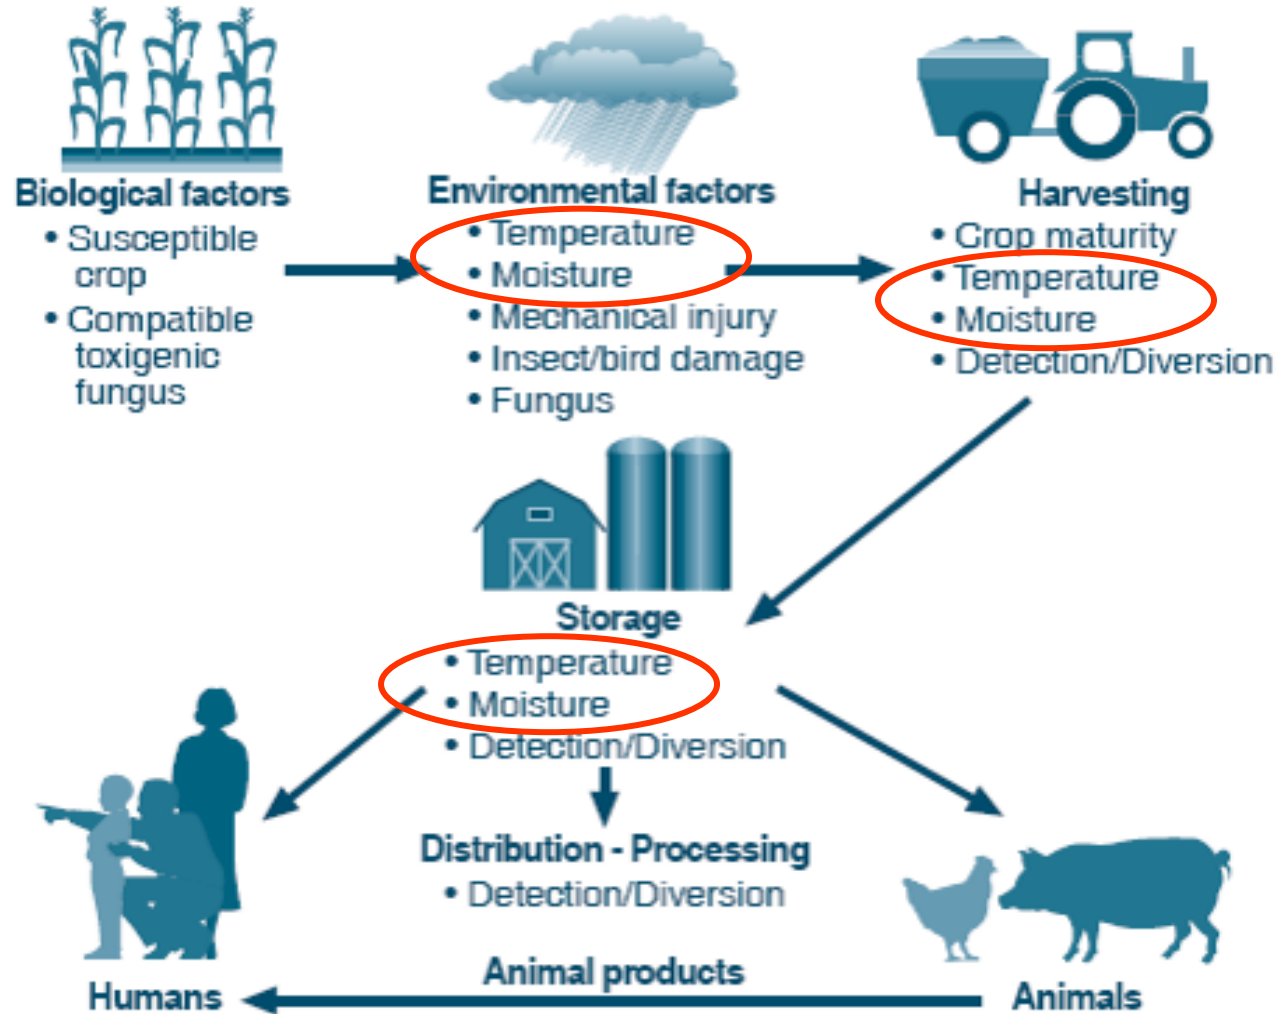 Biological factors
• Susceptible
crop
• Compatible
toxigenic
fungus
Environmental factors
• Temperature
• Moisture
• Mechanical injury
• Insect/bird damage
• Fungus
Harvesting
• Crop maturity
• Temperature
• Moisture
• Detection/Diversion
Storage
• Temperature
• Moisture
• Detection/Diversion
Distribution - Processing
• Detection/Diversion
Animal products
Humans
Animals